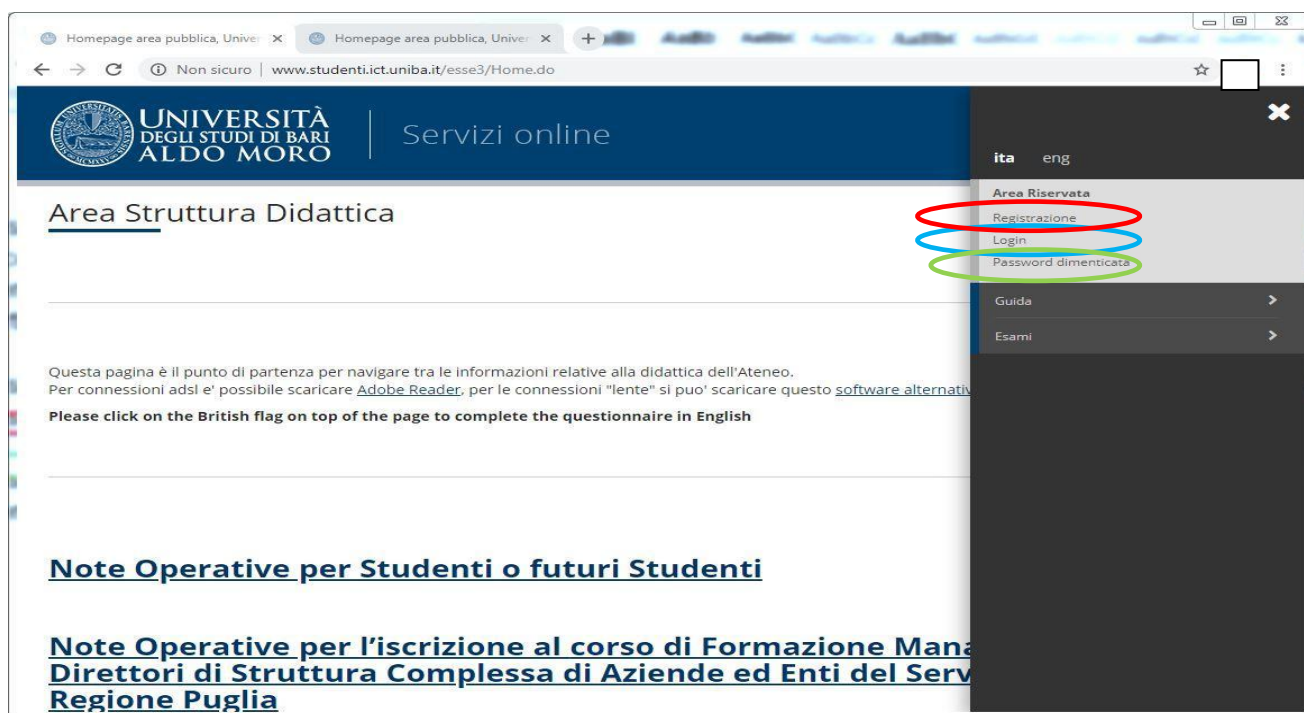 Homepage area pubblica, Univer
Homepage area pubblica, Univer
Non sicuro | www.studenti.ict.uniba.it/esse3/Home.do
UNIVERSITÀ
DEGLI STUDI DI BARI
ALDO MORO
Servizi online
ita eng
Area Riservata
Registrazione
Login
Password dimenticata
Guida
Esami
Area Struttura Didattica
Questa pagina è il punto di partenza per navigare tra le informazioni relative alla didattica dell'Ateneo.
Per connessioni adsl e' possibile scaricare Adobe Reader, per le connessioni "lente" si puo' scaricare questo software alternativ
Please click on the British flag on top of the page to complete the questionnaire in English
Note Operative per Studenti o futuri Studenti
Note Operative per l'iscrizione al corso di Formazione Mana
Direttori di Struttura Complessa di Aziende ed Enti del Serv
Regione Puglia